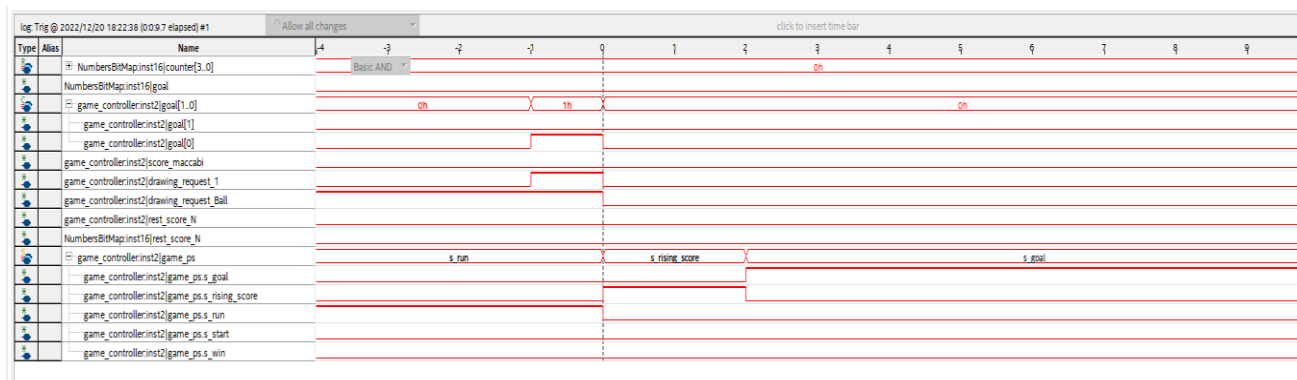 log: Trig @ 2022/12/20 18:22:38 (0:0:9.7 elapsed) #1 Allow all changes click to insert time bar
Type Alias Name -4 -3 -2 -1 0 1 2 3 4 5 6 7 8 9
NumbersBitMap:inst16|counter[3..0] Basic AND 0h
NumbersBitMap:inst16|goal
game_controller:inst2|goal[1..0] 0h 1h 0h
game_controller:inst2|goal[1]
game_controller:inst2|goal[0]
game_controller:inst2|score_maccabi
game_controller:inst2|drawing_request_1
game_controller:inst2|drawing_request_Ball
game_controller:inst2|rest_score_N
NumbersBitMap:inst16|rest_score_N
game_controller:inst2|game_ps s_run s_rising_score s_goal
game_controller:inst2|game_ps.s_goal
game_controller:inst2|game_ps.s_rising_score
game_controller:inst2|game_ps.s_run
game_controller:inst2|game_ps.s_start
game_controller:inst2|game_ps.s_win